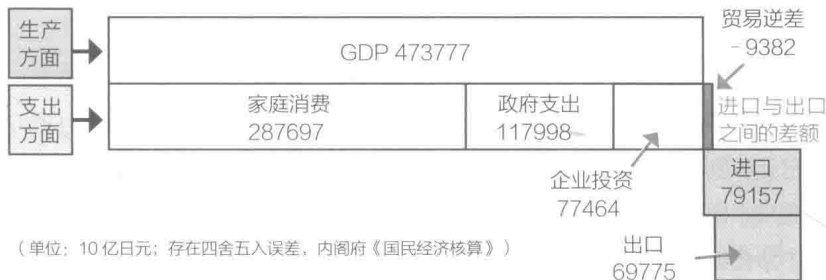 生产
方面
GDP 473777
贸易逆差
-9382
支出
方面
家庭消费
287697
政府支出
117998
进口与出口
之间的差额
企业投资
77464
进口
79157
(单位：10 亿日元；存在四舍五入误差，内阁府《国民经济核算》)
出口
69775